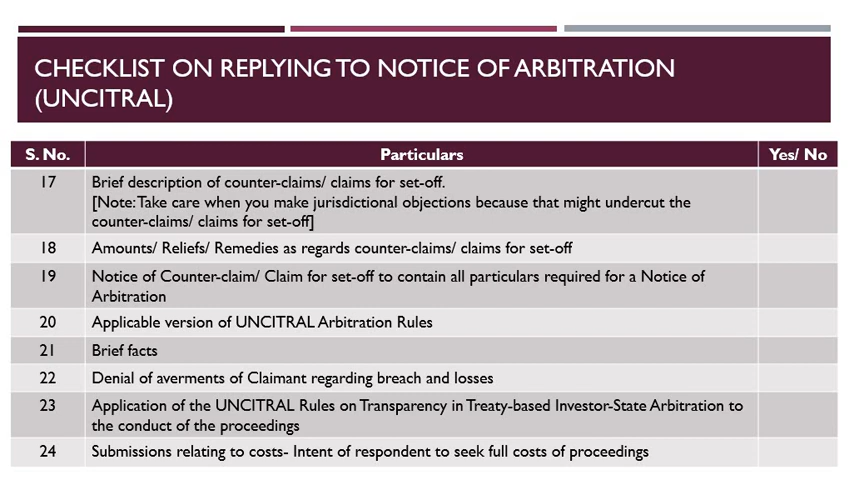 CHECKLIST ON REPLYING TO NOTICE OF ARBITRATION
(UNCITRAL)
S. No. Particulars Yes/ No
17 Brief description of counter-claims/ claims for set-off.
[Note: Take care when you make jurisdictional objections because that might undercut the
counter-claims/ claims for set-off]
18 Amounts/ Reliefs/ Remedies as regards counter-claims/ claims for set-off
19 Notice of Counter-claim/ Claim for set-off to contain all particulars required for a Notice of
Arbitration
20 Applicable version of UNCITRAL Arbitration Rules
21 Brief facts
22 Denial of averments of Claimant regarding breach and losses
23 Application of the UNCITRAL Rules on Transparency in Treaty-based Investor-State Arbitration to
the conduct of the proceedings
24 Submissions relating to costs- Intent of respondent to seek full costs of proceedings